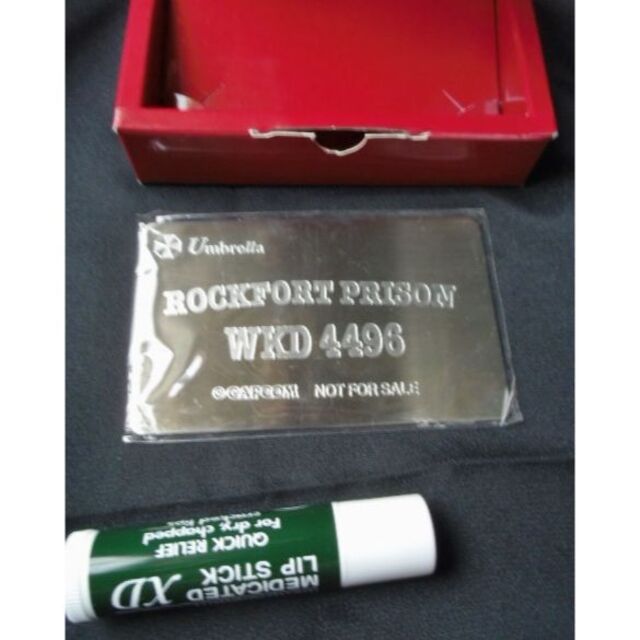 Umbrella
ROCKFORT PRISON
WKD 4496
©CAPCOM NOT FOR SALE
MEDICATED XD
LIP STICK
QUICK RELIEF
For dry, chapped